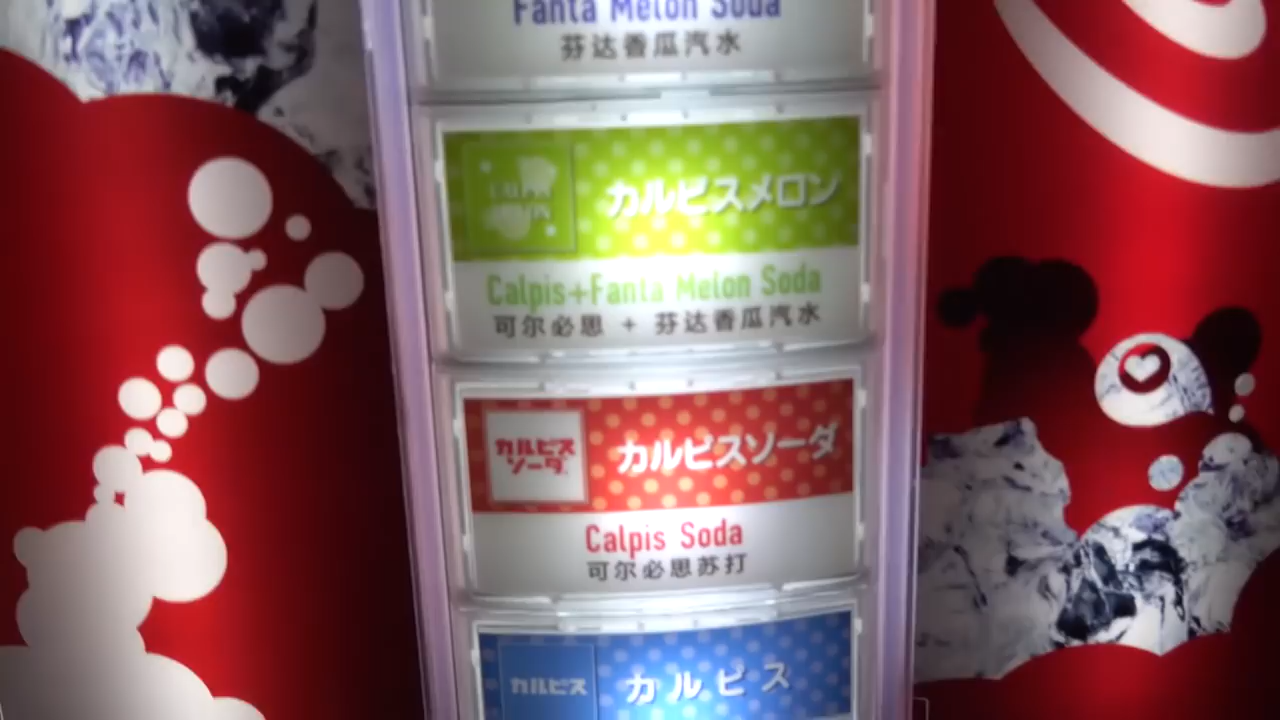 Fanta Melon Soda
芬达香瓜汽水
カルピスメロン
Calpis+Fanta Melon Soda
可尔必思 + 芬达香瓜汽水
カルピス
ソーダ
カルピスソーダ
Calpis Soda
可尔必思苏打
カルピス
カルピス